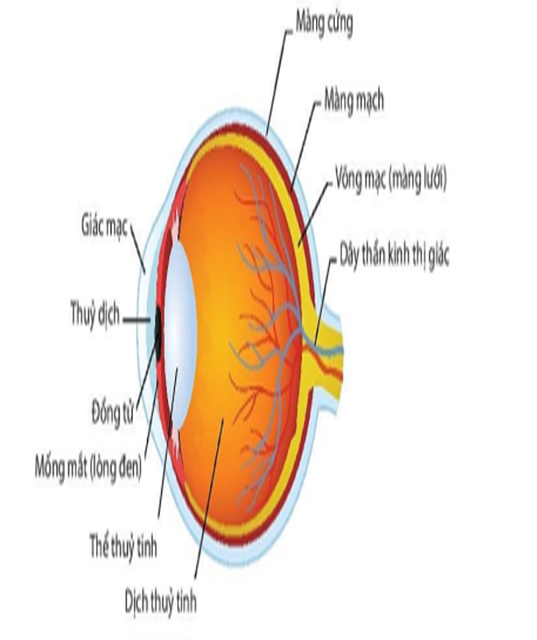 Màng cứng
Màng mạch
Võng mạc (màng lưới)
Giác mạc
Dây thần kinh thị giác
Thuỷ dịch
Đồng tử
Mống mắt (lòng đen)
Thể thuỷ tinh
Dịch thuỷ tinh